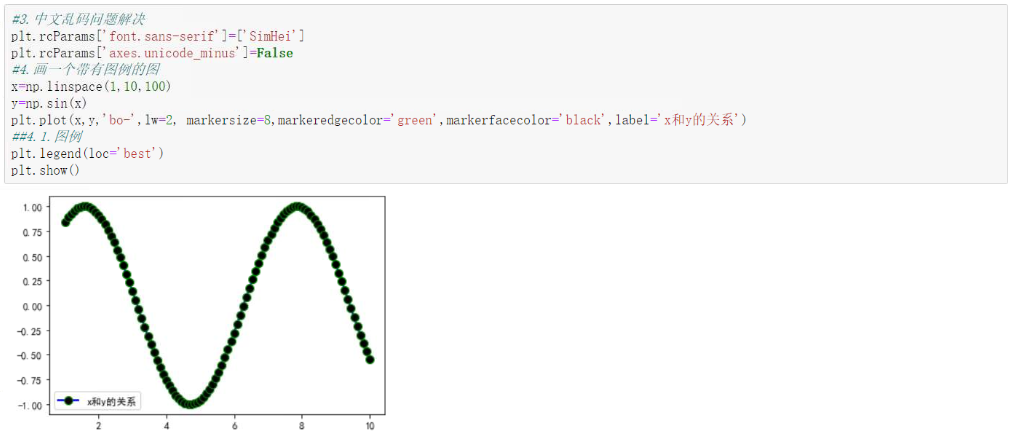 #3.中文乱码问题解决
plt.rcParams['font.sans-serif']=['SimHei']
plt.rcParams['axes.unicode_minus']=False
#4.画一个带有图例的图
x=np.linspace(1,10,100)
y=np.sin(x)
plt.plot(x,y,'bo-',lw=2, markersize=8,markeredgecolor='green',markerfacecolor='black',label='x和y的关系')
##4.1.图例
plt.legend(loc='best')
plt.show()
1.00
0.75
0.50
0.25
0.00
-0.25
-0.50
-0.75
-1.00
x和y的关系
2 4 6 8 10